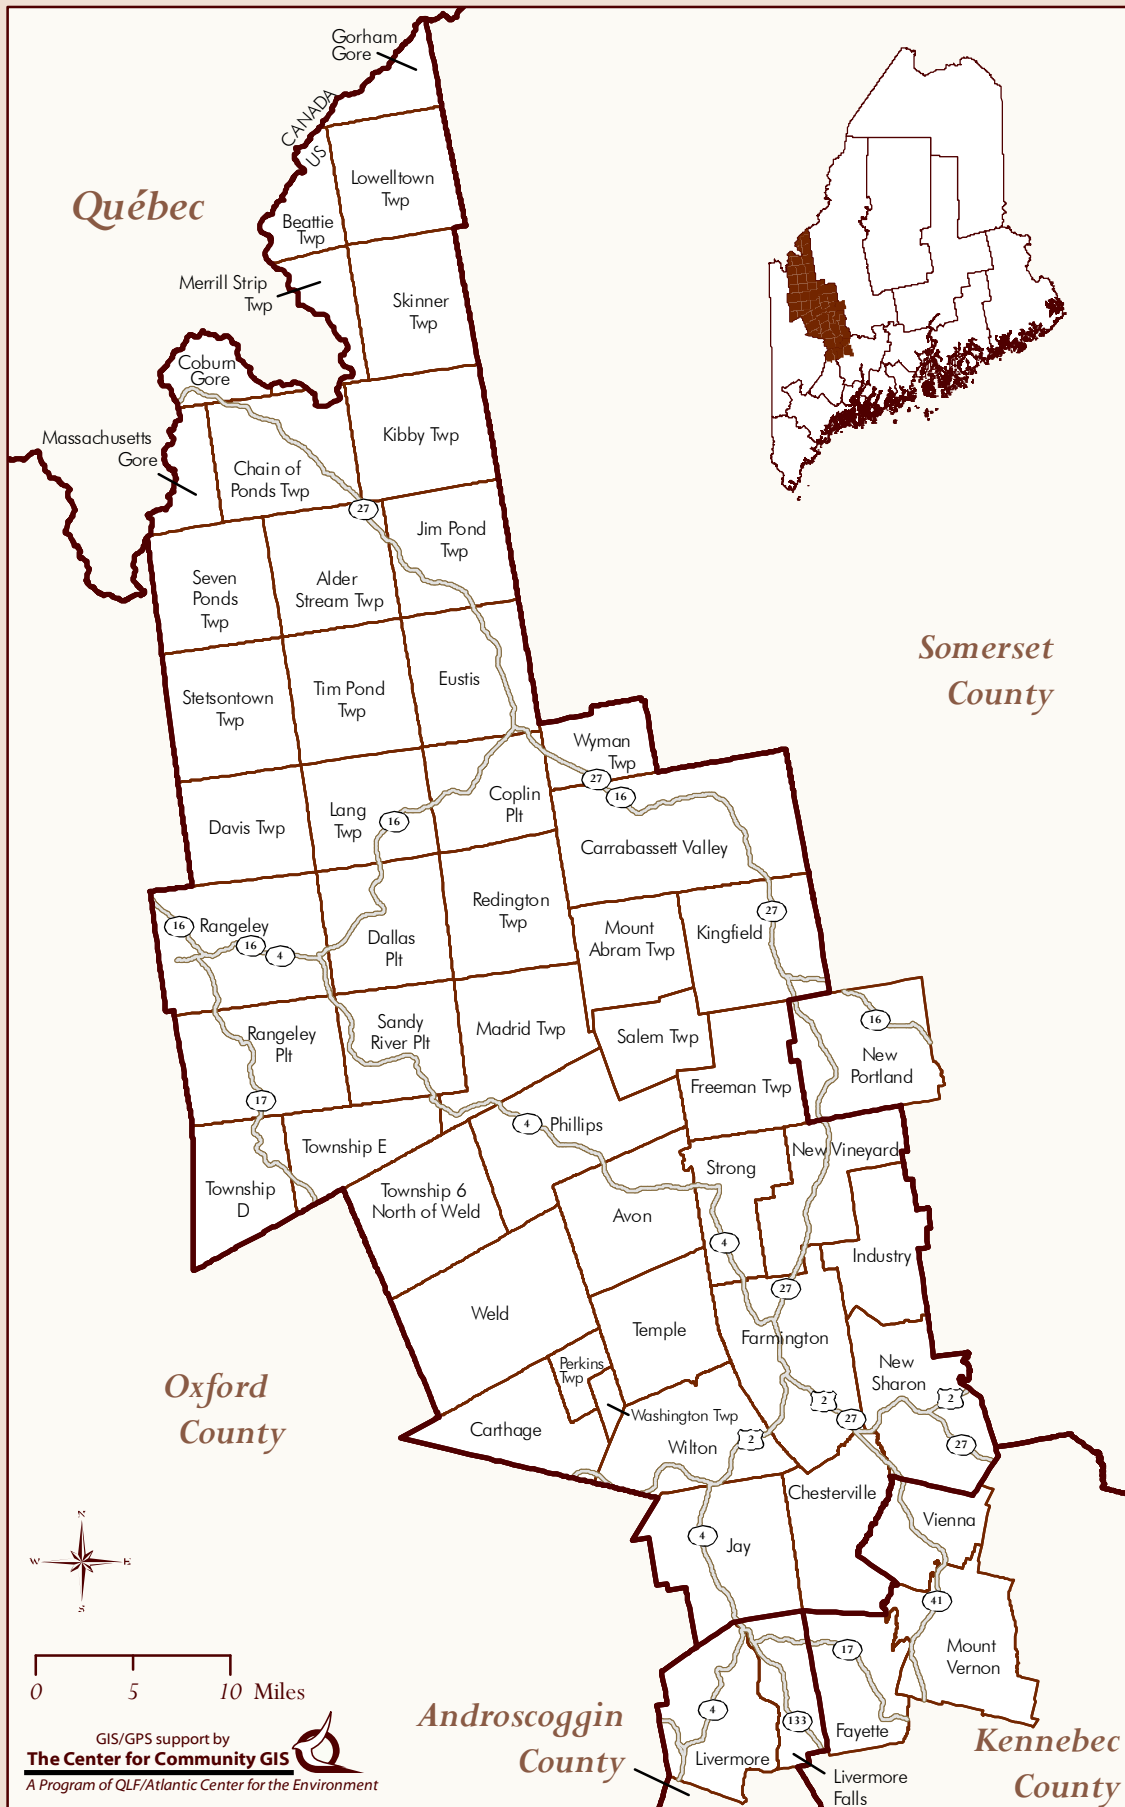 Gorham
Gore
CANADA
US
Québec
Lowelltown
Twp
Beattie
Twp
Merrill Strip
Twp
Skinner
Twp
Coburn
Gore
Massachusetts
Gore
Chain of
Ponds Twp
Kibby Twp
27
Jim Pond
Twp
Seven
Ponds
Twp
Alder
Stream Twp
Somerset
County
Stetsontown
Twp
Tim Pond
Twp
Eustis
Wyman
Twp
27
16
Davis Twp
Lang
Twp
16
Coplin
Plt
Carrabassett Valley
Redington
Twp
16
Rangeley
16
4
Dallas
Plt
Mount
Abram Twp
Kingfield
27
Rangeley
Plt
Sandy
River Plt
Madrid Twp
Salem Twp
16
New
Portland
Freeman Twp
17
4
Phillips
Township E
Township
D
Township 6
North of Weld
Strong
New Vineyard
Avon
4
Industry
27
Weld
Temple
Farmington
Perkins
Twp
New
Sharon
Oxford
County
Carthage
Washington Twp
Wilton
2
2
27
2
27
Chesterville
Vienna
4
Jay
41
Mount
Vernon
N
W
E
S
0
5
10 Miles
17
4
133
Fayette
Livermore
Livermore
Falls
Androscoggin
County
Kennebec
County
GIS/GPS support by
The Center for Community GIS
A Program of QLF/Atlantic Center for the Environment